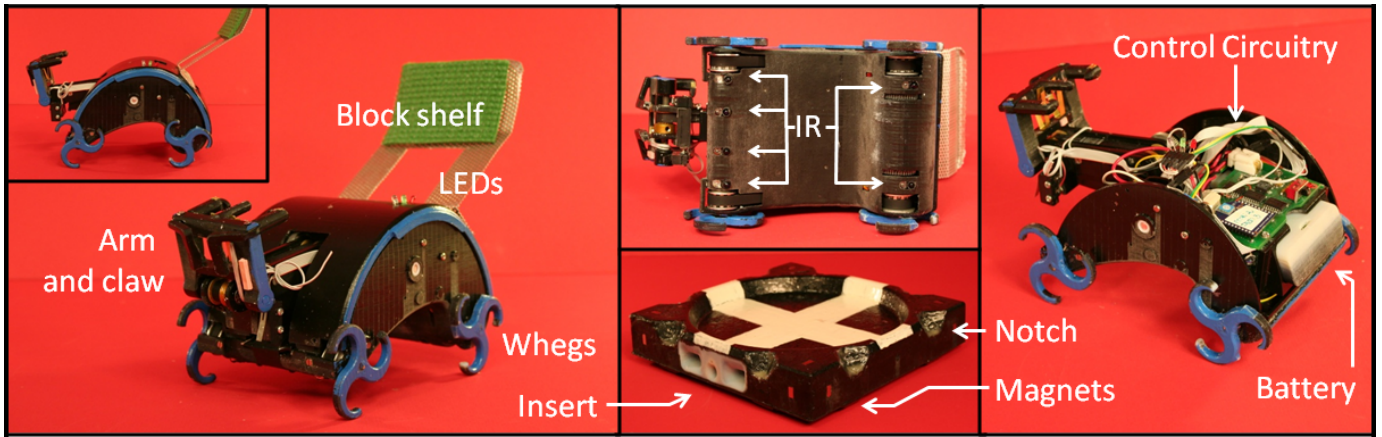 Block shelf
LEDs
Arm
and claw
Whegs
Insert
IR
Notch
Magnets
Control Circuitry
Battery